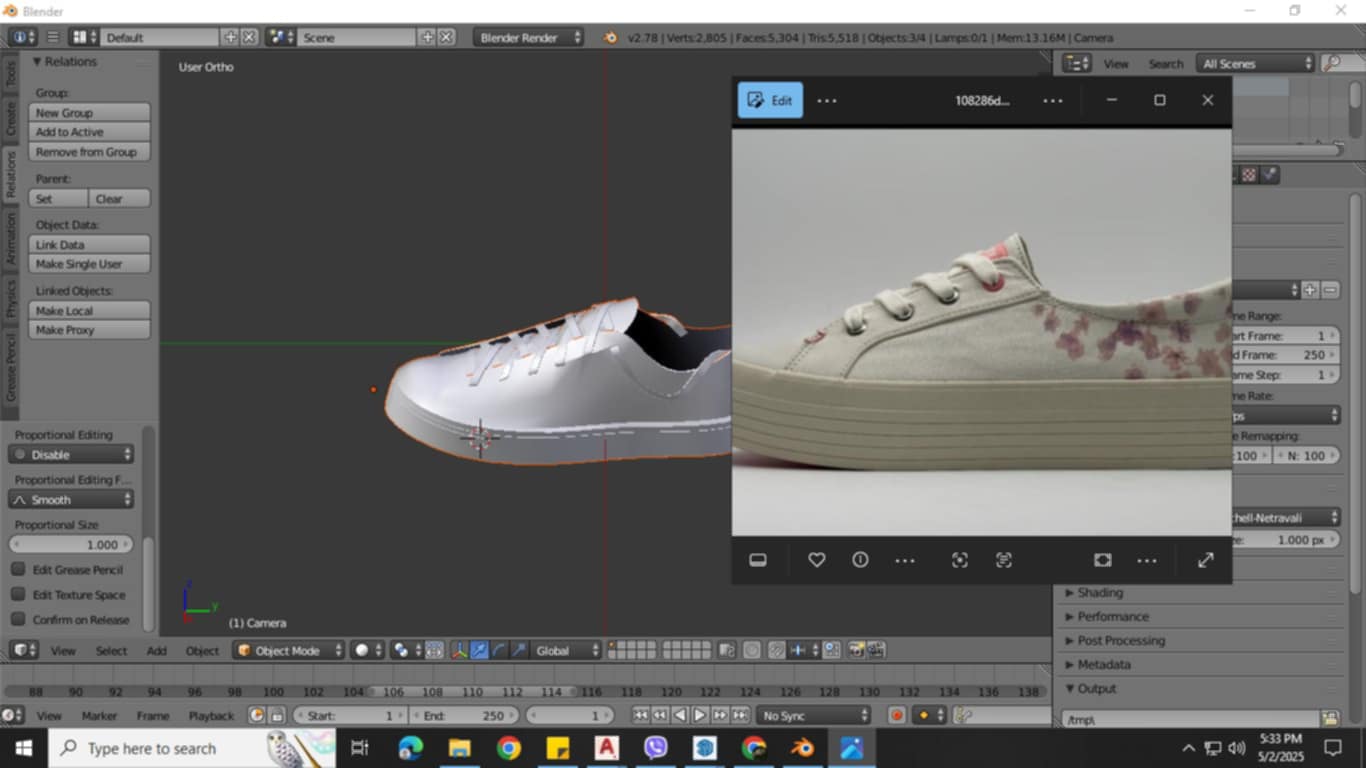 Blender
Default
Scene
Blender Render
v2.78 | Verts:2,805 | Faces:5,304 | Tris:5,518 | Objects:3/4 | Lamps:0/1 | Mem:13.16M | Camera
Tools
Create
Relations
Animation
Physics
Grease Pencil
▼ Relations
Group:
New Group
Add to Active
Remove from Group
Parent:
Set
Clear
Object Data:
Link Data
Make Single User
Linked Objects:
Make Local
Make Proxy
Proportional Editing
Disable
Proportional Editing F...
Smooth
Proportional Size
1.000
Edit Grease Pencil
Edit Texture Space
Confirm on Release
User Ortho
z
y
(1) Camera
Edit
108286d...
View
Search
All Scenes
me Range:
art Frame: 1
d Frame: 250
ame Step: 1
me Rate:
ps
e Remapping:
:100
N: 100
hell-Netravali
ze: 1.000 px
Shading
Performance
Post Processing
Metadata
Output
/tmp\
View
Select
Add
Object
Object Mode
Global
88 90 92 94 96 98 100 102 104 106 108 110 112 114 116 118 120 122 124 126 128 130 132 134 136 138
View
Marker
Frame
Playback
Start: 1
End: 250
1
No Sync
Type here to search
5:33 PM
5/2/2025